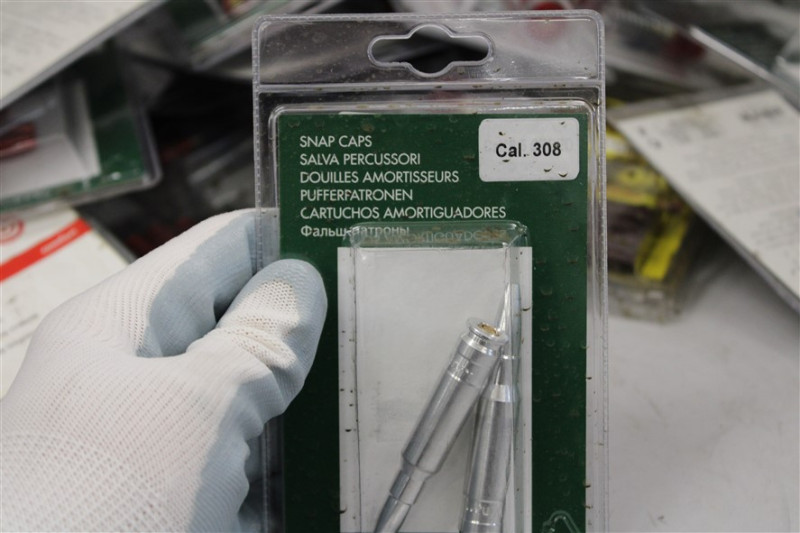 SNAP CAPS
SALVA PERCUSSORI
DOUILLES AMORTISSEURS
PUFFERPATRONEN
CARTUCHOS AMORTIGUADORES
Фальшпатроны
Cal. 308